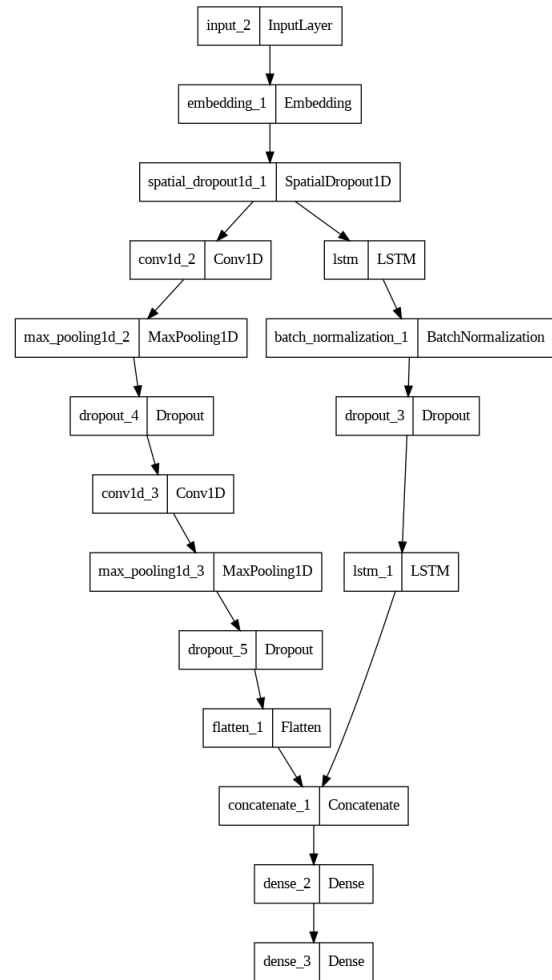 input_2 InputLayer
embedding_1 Embedding
spatial_dropout1d_1 SpatialDropout1D
conv1d_2 Conv1D
lstm LSTM
max_pooling1d_2 MaxPooling1D
batch_normalization_1 BatchNormalization
dropout_4 Dropout
dropout_3 Dropout
conv1d_3 Conv1D
max_pooling1d_3 MaxPooling1D
lstm_1 LSTM
dropout_5 Dropout
flatten_1 Flatten
concatenate_1 Concatenate
dense_2 Dense
dense_3 Dense